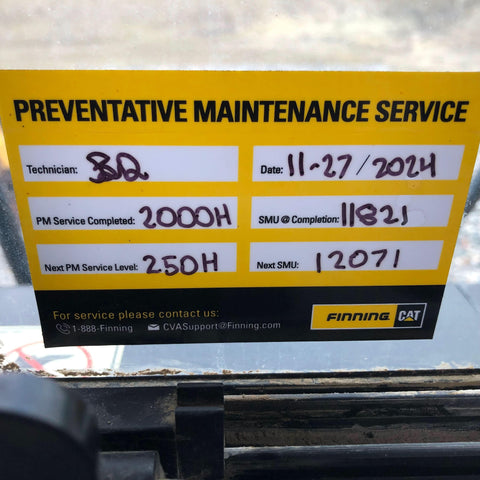 PREVENTATIVE MAINTENANCE SERVICE
Technician: BQ Date: 11-27/2024
PM Service Completed: 2000H SMU @ Completion: 11821
Next PM Service Level: 250H Next SMU: 12071
For service please contact us:
1-888-Finning CVASupport@Finning.com
FINNING CAT